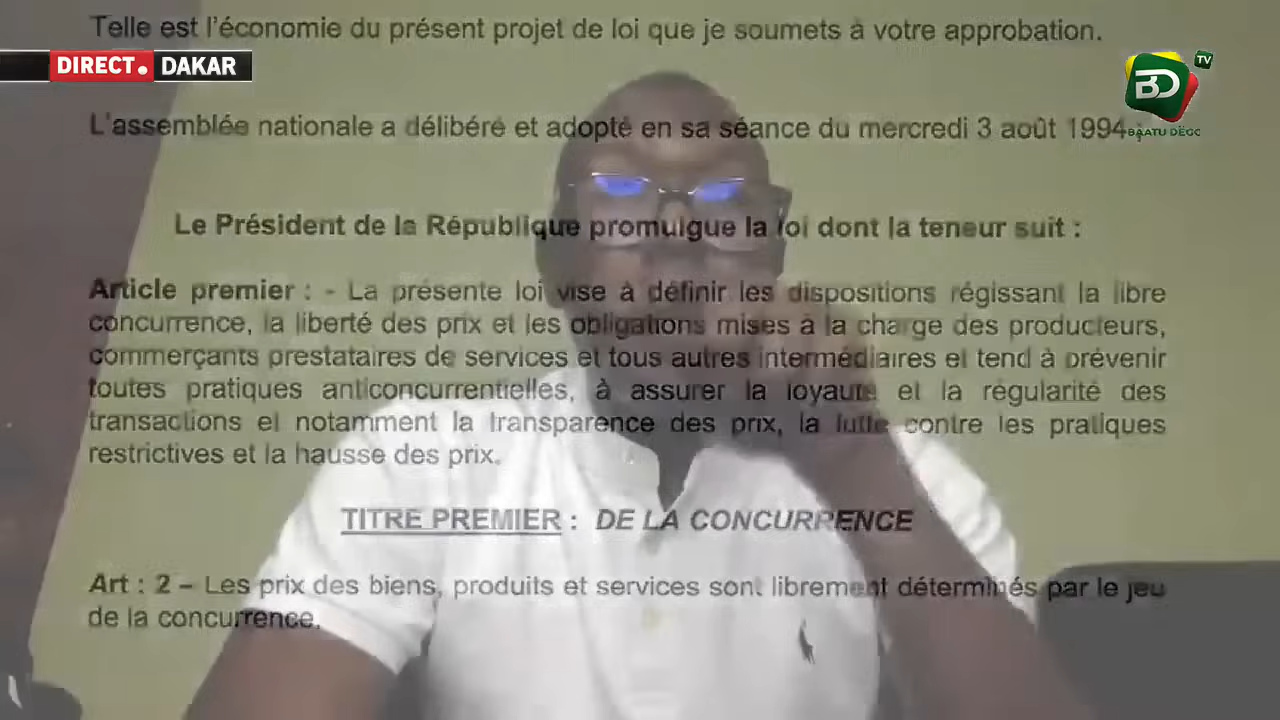 Telle est l'économie du présent projet de loi que je soumets à votre approbation.
DIRECT. DAKAR
BD TV
L'assemblée nationale a délibéré et adopté en sa séance du mercredi 3 août 1994 ;
BAATU DËGG
Le Président de la République promulgue la loi dont la teneur suit :
Article premier : - La présente loi vise à définir les dispositions régissant la libre
concurrence, la liberté des prix et les obligations mises à la charge des producteurs,
commerçants prestataires de services et tous autres intermédiaires et tend à prévenir
toutes pratiques anticoncurrentielles, à assurer la loyauté et la régularité des
transactions et notamment la transparence des prix, la lutte contre les pratiques
restrictives et la hausse des prix.
TITRE PREMIER : DE LA CONCURRENCE
Art : 2 – Les prix des biens, produits et services sont librement déterminés par le jeu
de la concurrence.